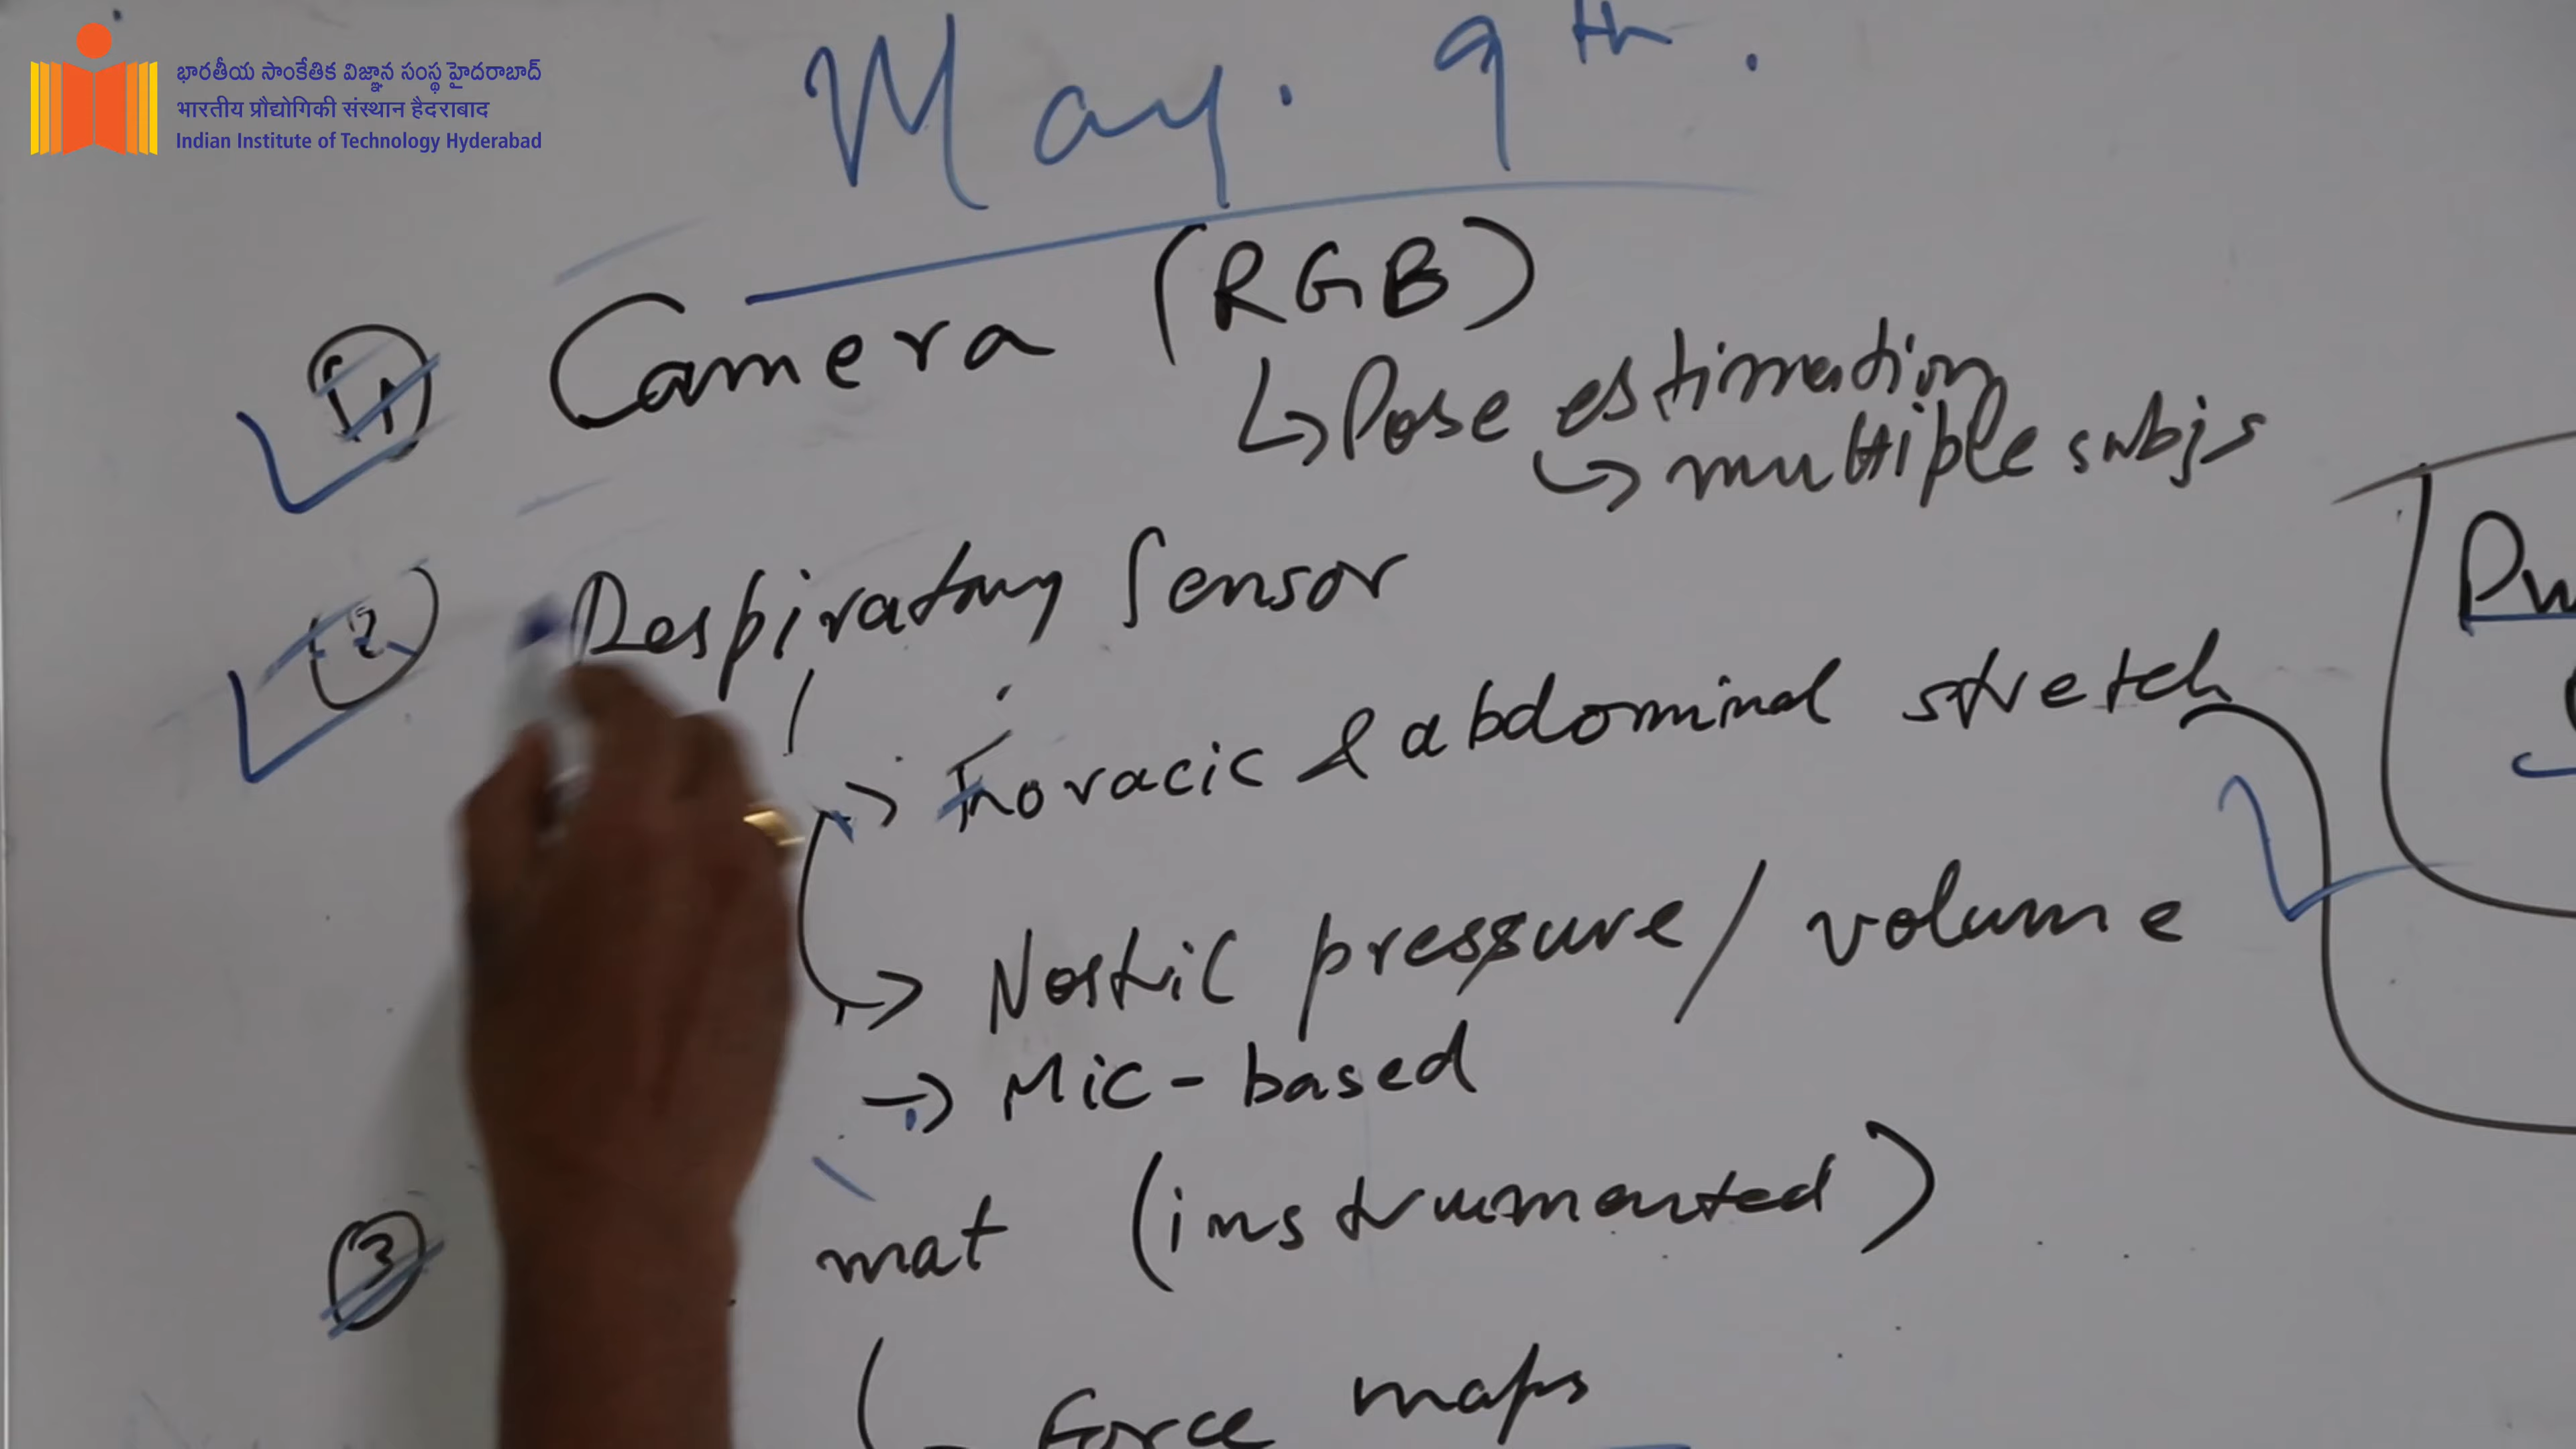 భారతీయ సాంకేతిక విజ్ఞాన సంస్థ హైదరాబాద్
भारतीय प्रौद्योगिकी संस्थान हैदराबाद
Indian Institute of Technology Hyderabad
May. 9th.
1 Camera (RGB)
↳ Pose estimation
↳ multiple subjs
2 Respiratory Sensor
→ Thoracic & abdominal stretch
→ Nostril pressure / volume
→ Mic-based
3 mat (instrumented)
Force maps